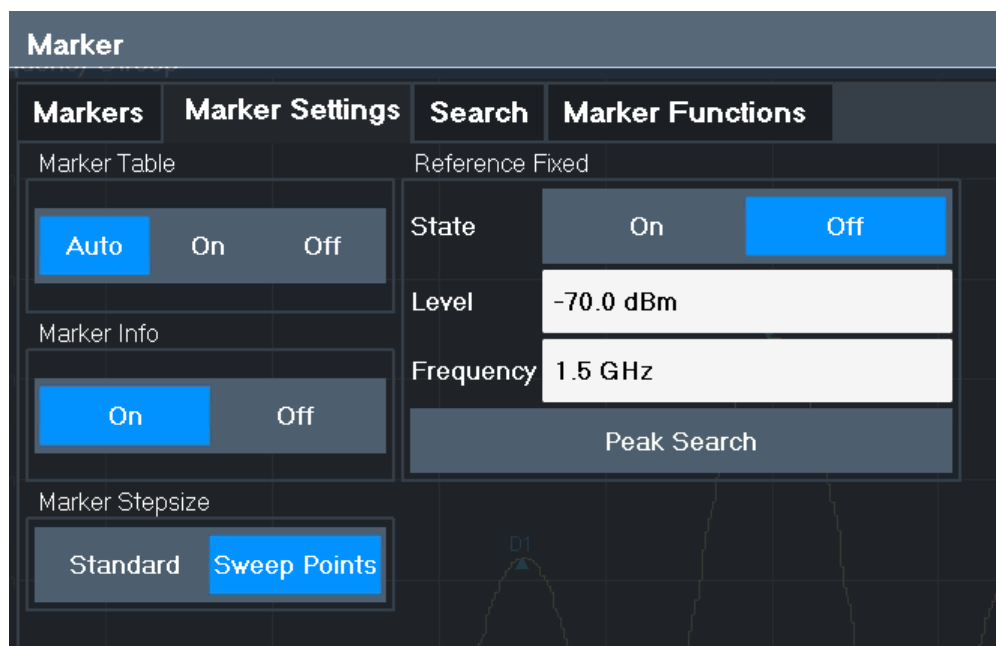 Marker
Markers Marker Settings Search Marker Functions
Marker Table
Auto On Off
Marker Info
On Off
Marker Stepsize
Standard Sweep Points
Reference Fixed
State On Off
Level -70.0 dBm
Frequency 1.5 GHz
Peak Search
D1